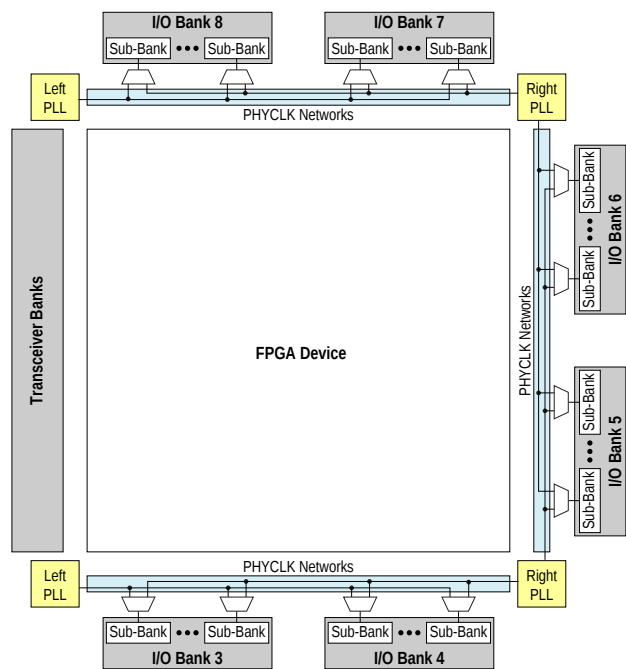 I/O Bank 8
I/O Bank 7
Sub-Bank ••• Sub-Bank
Sub-Bank ••• Sub-Bank
Left
PLL
Right
PLL
PHYCLK Networks
Transceiver Banks
FPGA Device
PHYCLK Networks
Sub-Bank ••• Sub-Bank
I/O Bank 6
Sub-Bank ••• Sub-Bank
I/O Bank 5
Left
PLL
PHYCLK Networks
Right
PLL
Sub-Bank ••• Sub-Bank
Sub-Bank ••• Sub-Bank
I/O Bank 3
I/O Bank 4